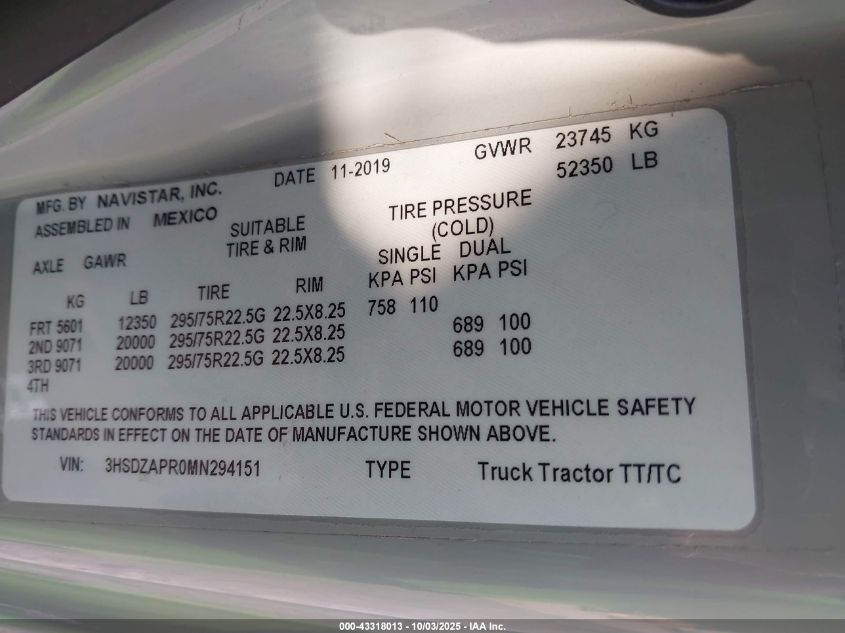 MFG. BY NAVISTAR, INC. DATE 11-2019 GVWR 23745 KG
ASSEMBLED IN MEXICO 52350 LB
SUITABLE TIRE PRESSURE
TIRE & RIM (COLD)
AXLE GAWR SINGLE DUAL
KPA PSI KPA PSI
KG LB TIRE RIM
FRT 5601 12350 295/75R22.5G 22.5X8.25 758 110
2ND 9071 20000 295/75R22.5G 22.5X8.25 689 100
3RD 9071 20000 295/75R22.5G 22.5X8.25 689 100
4TH
THIS VEHICLE CONFORMS TO ALL APPLICABLE U.S. FEDERAL MOTOR VEHICLE SAFETY
STANDARDS IN EFFECT ON THE DATE OF MANUFACTURE SHOWN ABOVE.
VIN: 3HSDZAPR0MN294151 TYPE Truck Tractor TT/TC
000-43318013 - 10/03/2025 - IAA Inc.